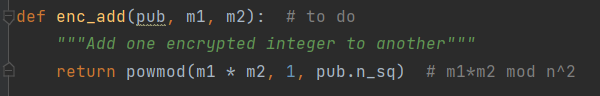 def enc_add(pub, m1, m2):  # to do
    """Add one encrypted integer to another"""
    return powmod(m1 * m2, 1, pub.n_sq)  # m1*m2 mod n^2